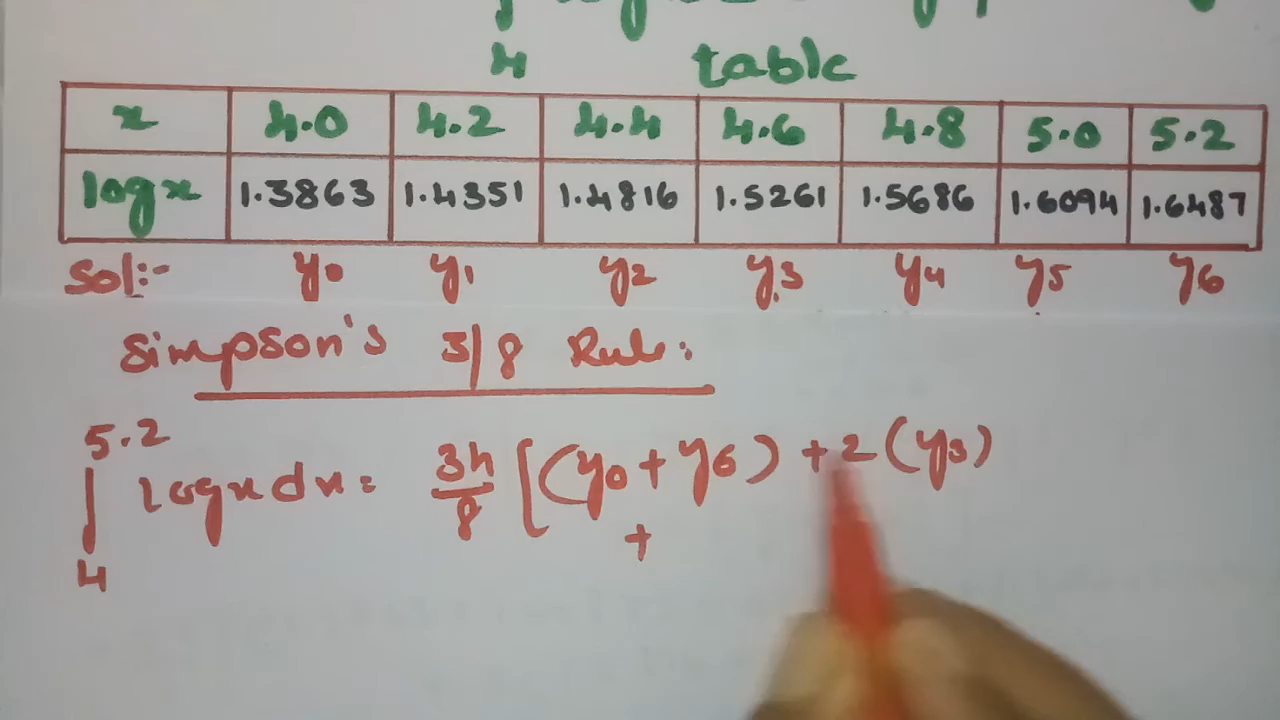 4
table
x 4.0 4.2 4.4 4.6 4.8 5.0 5.2
log x 1.3863 1.4351 1.4816 1.5261 1.5686 1.6094 1.6487
Sol:- y0 y1 y2 y3 y4 y5 y6
Simpson's 3/8 Rule:
∫₄^5.2 log x dx = 3h/8 [(y0 + y6) + 2 (y3)
+